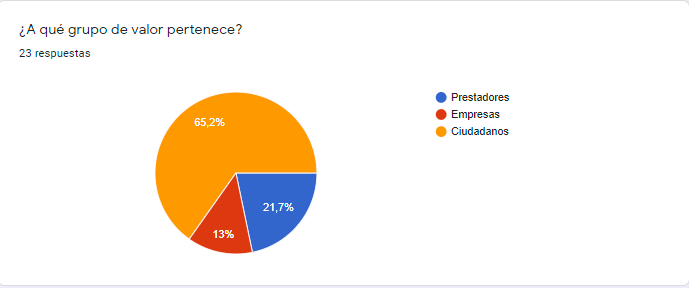 ¿A qué grupo de valor pertenece?
23 respuestas
65,2%
21,7%
13%
Prestadores
Empresas
Ciudadanos